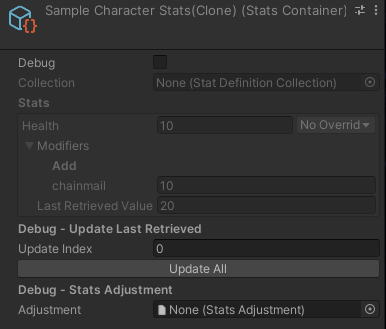 Sample Character Stats(Clone) (Stats Container)
Debug
Collection None (Stat Definition Collection)
Stats
Health 10 No Overrid
Modifiers
Add
chainmail 10
Last Retrieved Value 20
Debug - Update Last Retrieved
Update Index 0
Update All
Debug - Stats Adjustment
Adjustment None (Stats Adjustment)